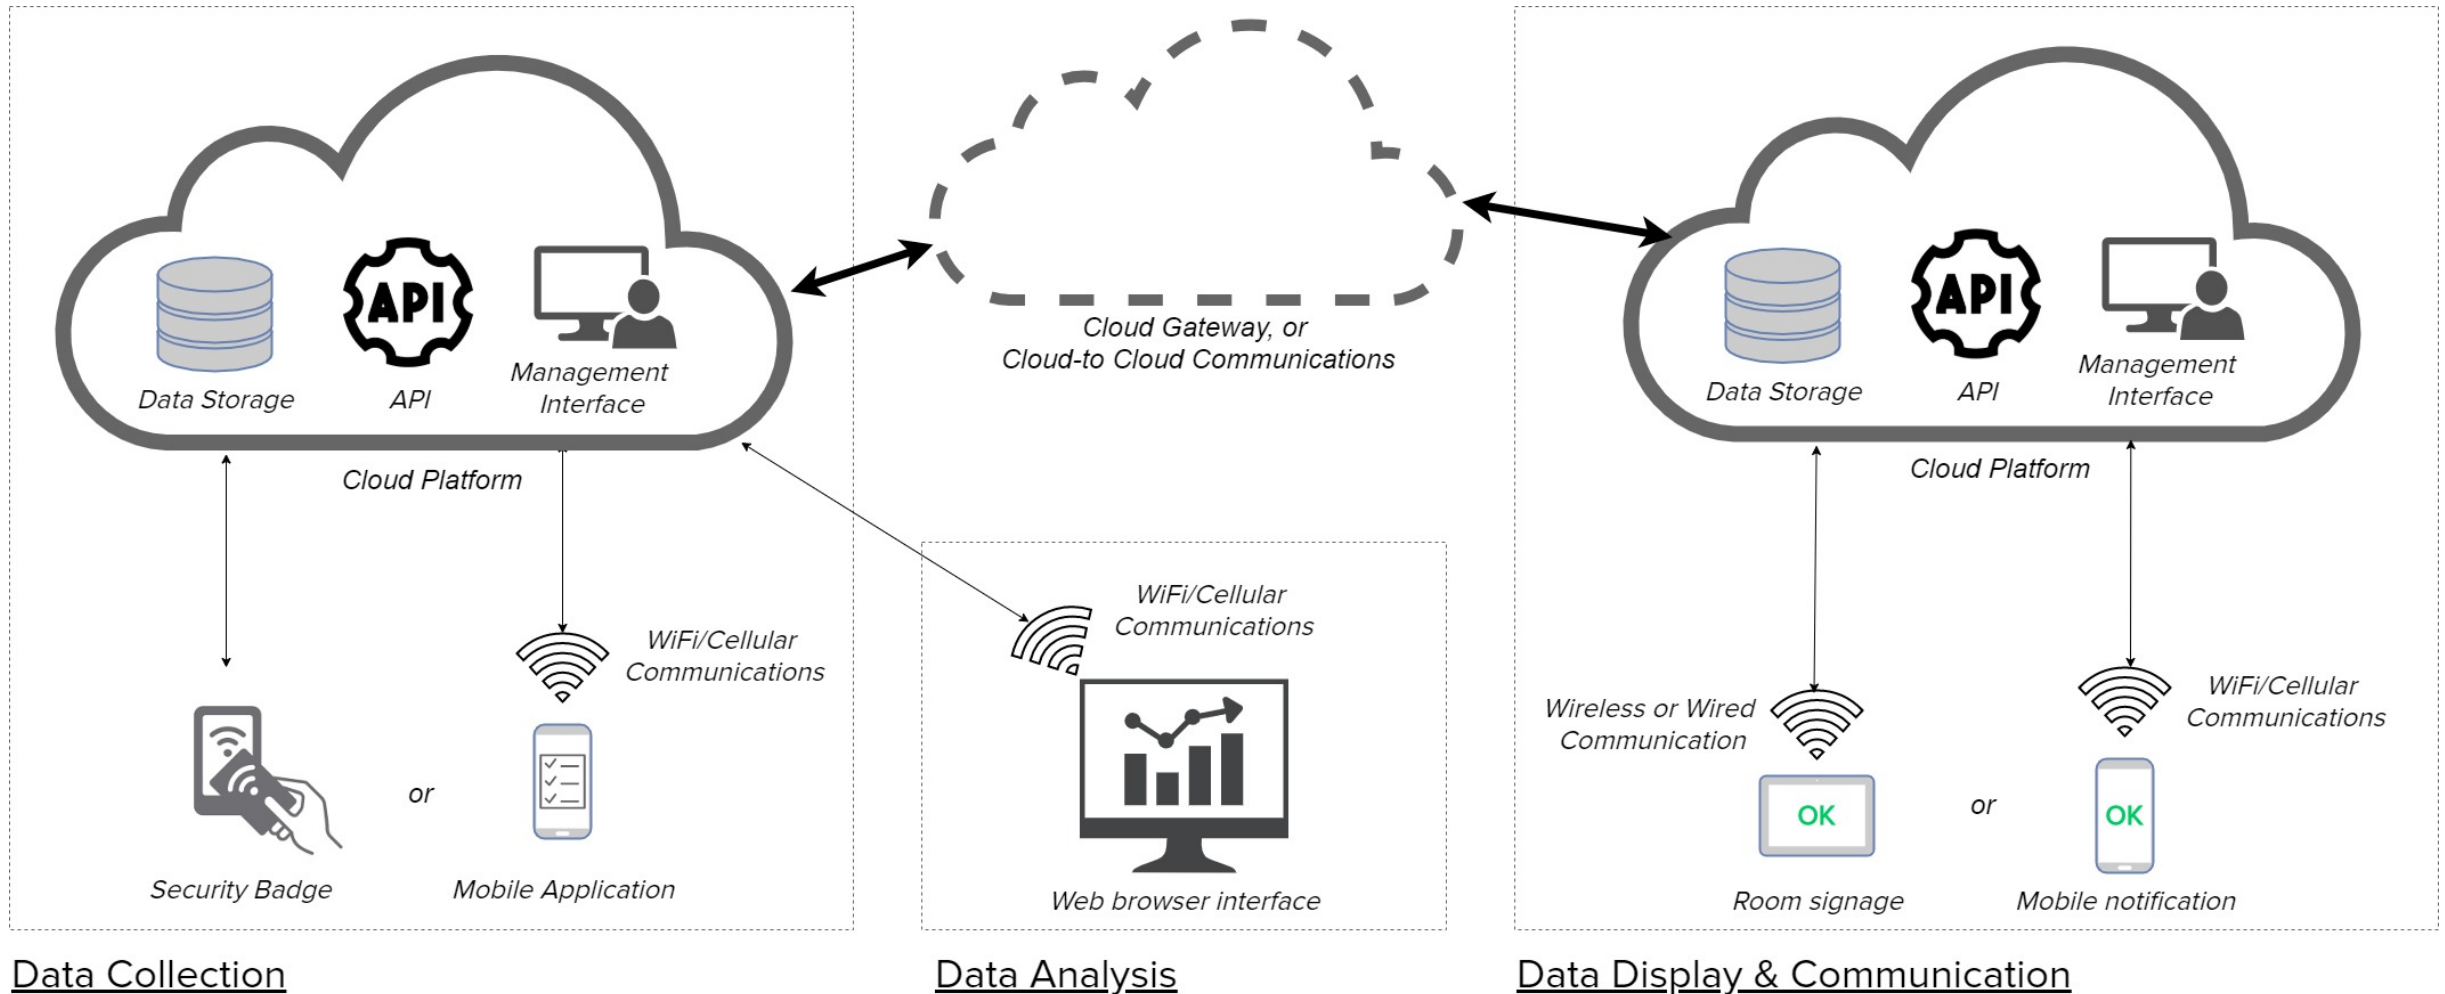 API
Data Storage
API
Management
Interface
Cloud Platform
WiFi/Cellular
Communications
or
Security Badge
Mobile Application
Data Collection
Cloud Gateway, or
Cloud-to Cloud Communications
WiFi/Cellular
Communications
Web browser interface
Data Analysis
API
Data Storage
API
Management
Interface
Cloud Platform
Wireless or Wired
Communication
WiFi/Cellular
Communications
OK
or
OK
Room signage
Mobile notification
Data Display & Communication